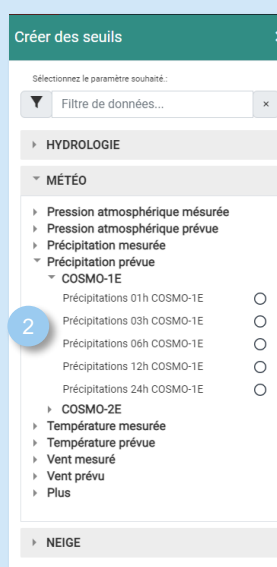 Créer des seuils
Sélectionnez le paramètre souhaité.:
Filtre de données... ×
HYDROLOGIE
MÉTÉO
Pression atmosphérique mésurée
Pression atmosphérique prévue
Précipitation mesurée
Précipitation prévue
COSMO-1E
Précipitations 01h COSMO-1E
2 Précipitations 03h COSMO-1E
Précipitations 06h COSMO-1E
Précipitations 12h COSMO-1E
Précipitations 24h COSMO-1E
COSMO-2E
Température mesurée
Température prévue
Vent mesuré
Vent prévu
Plus
NEIGE